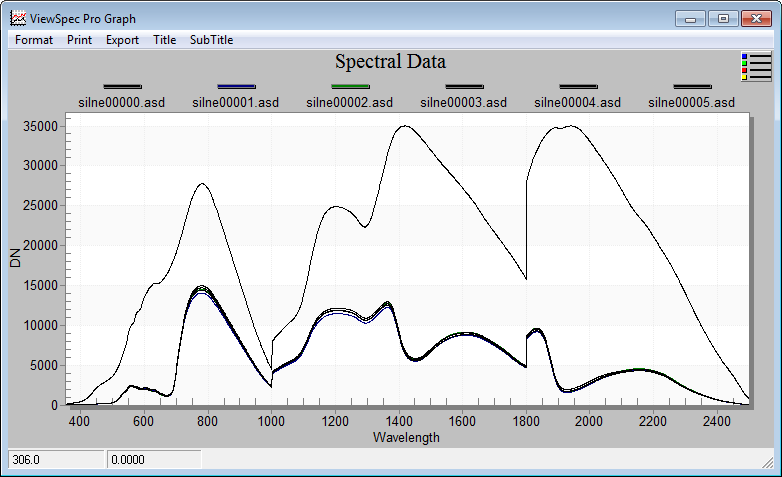 ViewSpec Pro Graph
Format Print Export Title SubTitle
Spectral Data
silne00000.asd silne00001.asd silne00002.asd silne00003.asd silne00004.asd silne00005.asd
35000
30000
25000
20000
15000
10000
5000
0
DN
400 600 800 1000 1200 1400 1600 1800 2000 2200 2400
Wavelength
306.0 0.0000